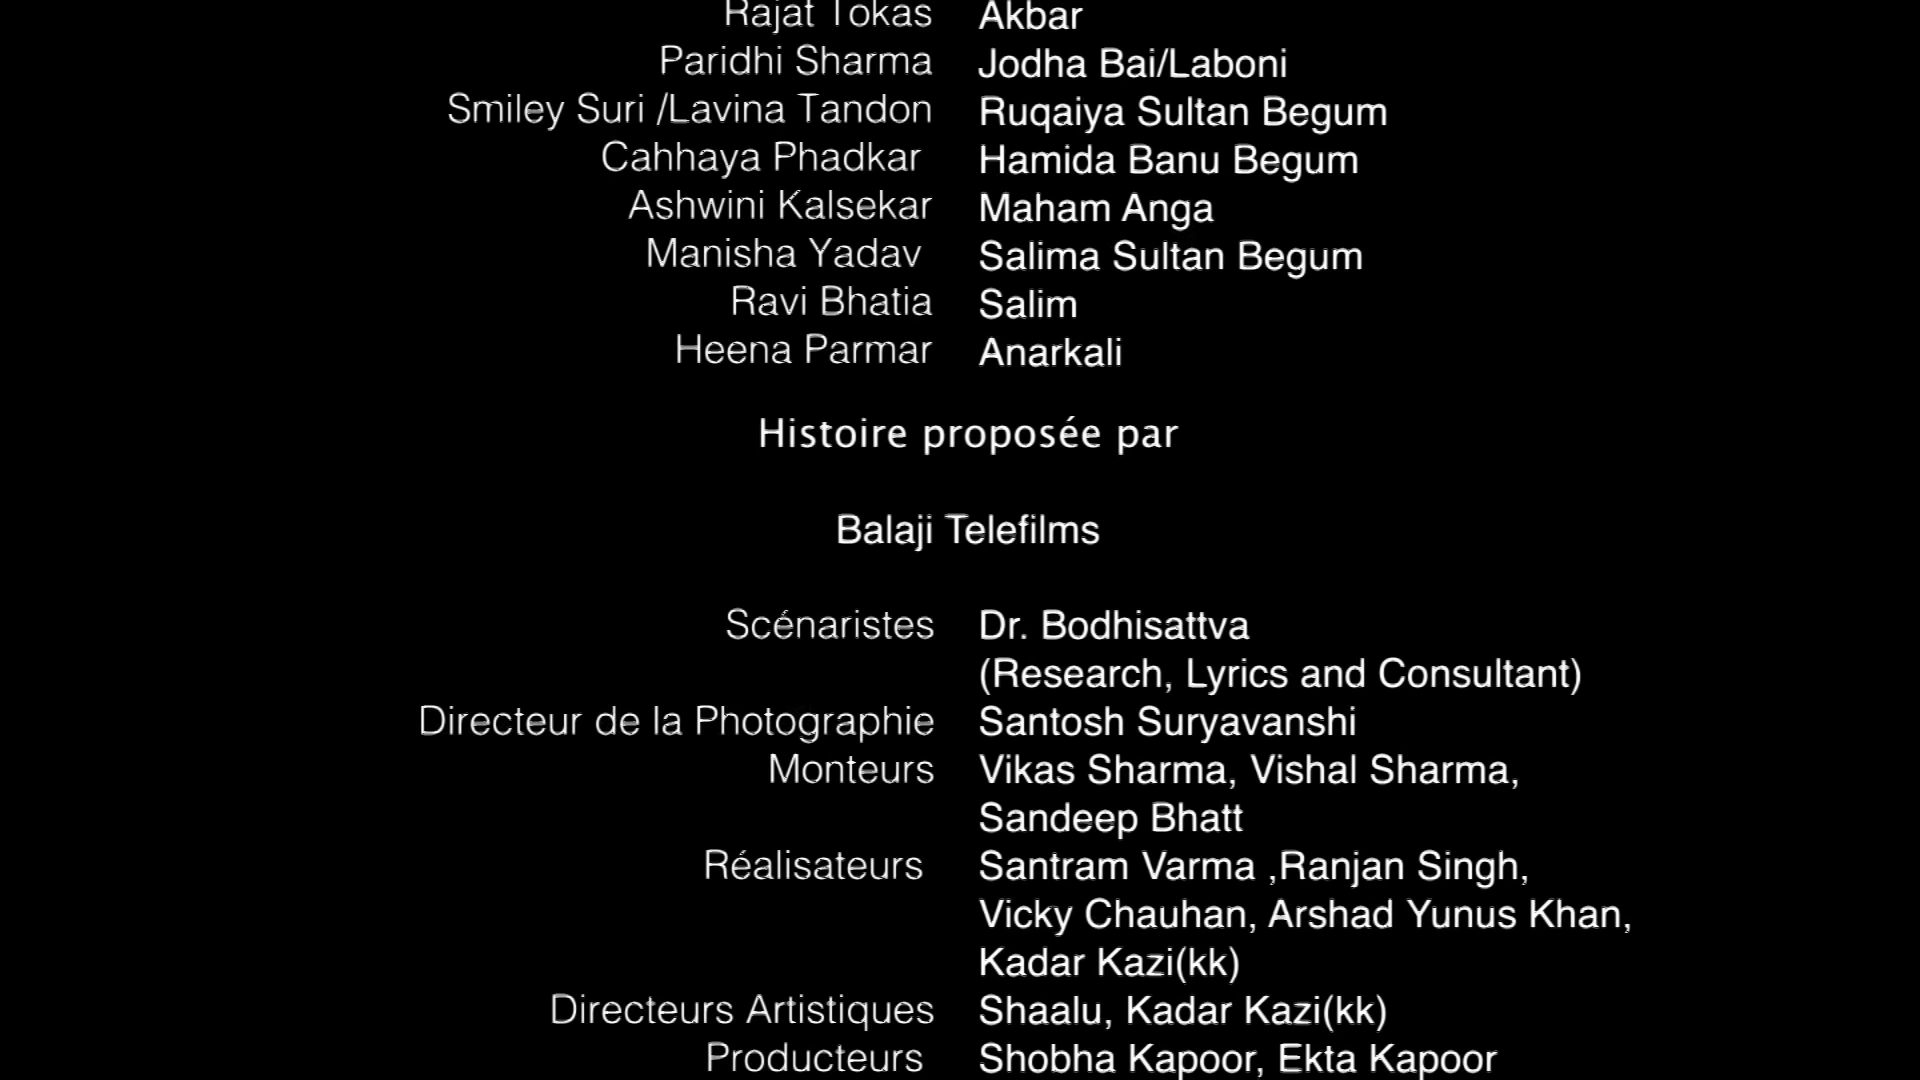 Rajat Tokas Akbar
Paridhi Sharma Jodha Bai/Laboni
Smiley Suri /Lavina Tandon Ruqaiya Sultan Begum
Cahhaya Phadkar Hamida Banu Begum
Ashwini Kalsekar Maham Anga
Manisha Yadav Salima Sultan Begum
Ravi Bhatia Salim
Heena Parmar Anarkali
Histoire proposée par
Balaji Telefilms
Scénaristes Dr. Bodhisattva
(Research, Lyrics and Consultant)
Directeur de la Photographie Santosh Suryavanshi
Monteurs Vikas Sharma, Vishal Sharma,
Sandeep Bhatt
Réalisateurs Santram Varma ,Ranjan Singh,
Vicky Chauhan, Arshad Yunus Khan,
Kadar Kazi(kk)
Directeurs Artistiques Shaalu, Kadar Kazi(kk)
Producteurs Shobha Kapoor, Ekta Kapoor